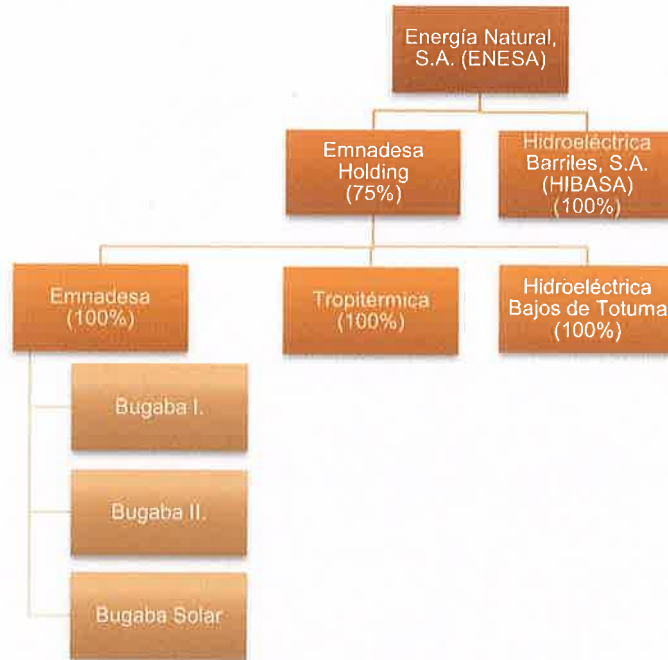 Energía Natural,
S.A. (ENESA)
Emnadesa
Holding
(75%)
Hidroeléctrica
Barriles, S.A.
(HIBASA)
(100%)
Emnadesa
(100%)
Tropitérmica
(100%)
Hidroeléctrica
Bajos de Totuma
(100%)
Bugaba I.
Bugaba II.
Bugaba Solar